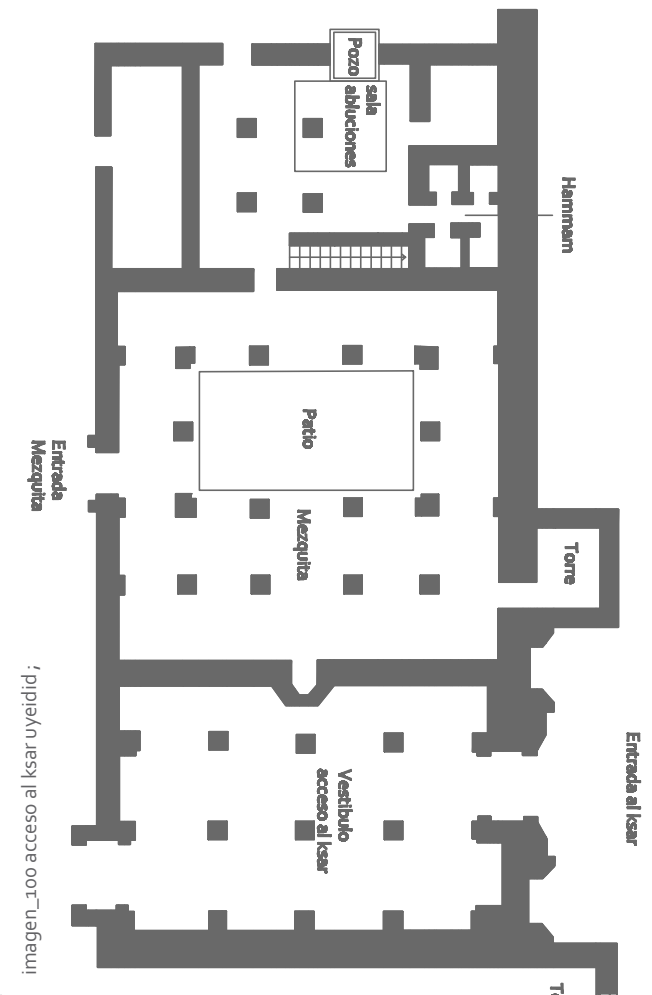 Pozo
sala
abluciones
Hammam
Patio
Entrada
Mezquita
Mezquita
Torre
Entrada al ksar
Vestibulo
acceso al ksar
imagen_100 acceso al ksar uyeidid ;